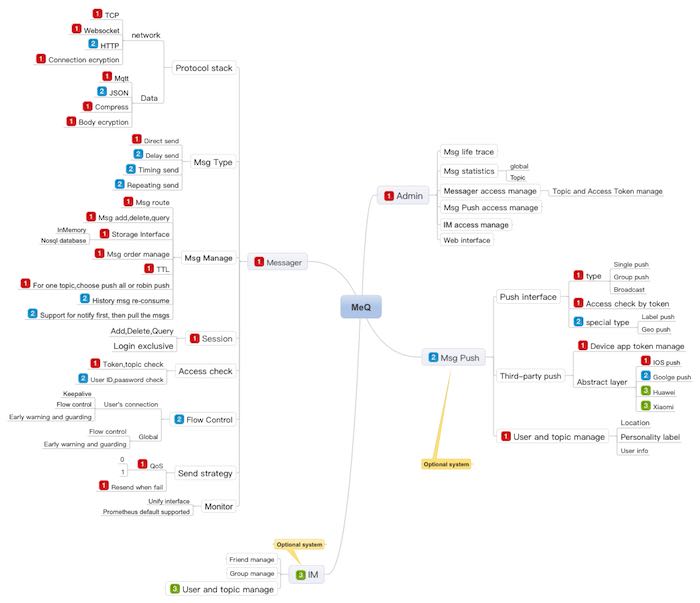 MeQ
1 Messager
Protocol stack
network
1 TCP
1 Websocket
2 HTTP
1 Connection ecryption
Data
1 Mqtt
2 JSON
1 Compress
1 Body ecryption
Msg Type
1 Direct send
2 Delay send
2 Timing send
2 Repeating send
Msg Manage
1 Msg route
1 Msg add,delete,query
1 Storage Interface
InMemory
Nosql database
1 Msg order manage
1 TTL
1 For one topic,choose push all or robin push
2 History msg re-consume
2 Support for notify first, then pull the msgs
1 Session
Add,Delete,Query
Login exclusive
Access check
1 Token,topic check
2 User ID,paasword check
2 Flow Control
User's connection
Keepalive
Flow control
Early warning and guarding
Global
Flow control
Early warning and guarding
Send strategy
1 QoS
0
1
1 Resend when fail
Monitor
Unify interface
Prometheus default supported
1 Admin
Msg life trace
Msg statistics
global
Topic
Messager access manage
Topic and Access Token manage
Msg Push access manage
IM access manage
Web interface
2 Msg Push
Optional system
Push interface
1 type
Single push
Group push
Broadcast
1 Access check by token
2 special type
Label push
Geo push
Third-party push
1 Device app token manage
Abstract layer
1 IOS push
2 Goolge push
3 Huawei
3 Xiaomi
1 User and topic manage
Location
Personality label
User info
3 IM
Optional system
Friend manage
Group manage
3 User and topic manage